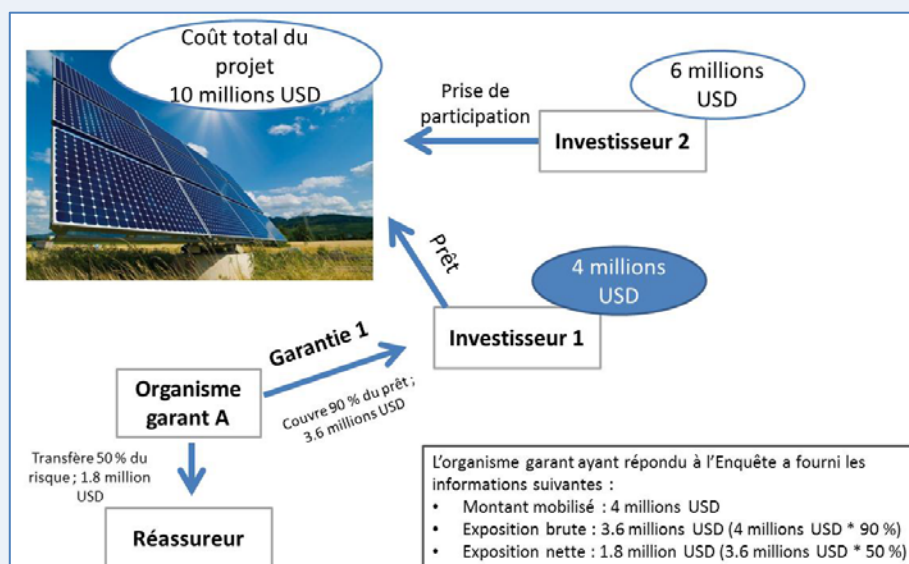 Coût total du
projet
10 millions USD
Prise de
participation
6 millions
USD
Investisseur 2
Prêt
4 millions
USD
Investisseur 1
Garantie 1
Couvre 90 % du prêt ;
3.6 millions USD
Organisme
garant A
Transfère 50 % du
risque ; 1.8 million
USD
Réassureur
L’organisme garant ayant répondu à l’Enquête a fourni les
informations suivantes :
• Montant mobilisé : 4 millions USD
• Exposition brute : 3.6 millions USD (4 millions USD * 90 %)
• Exposition nette : 1.8 million USD (3.6 millions USD * 50 %)